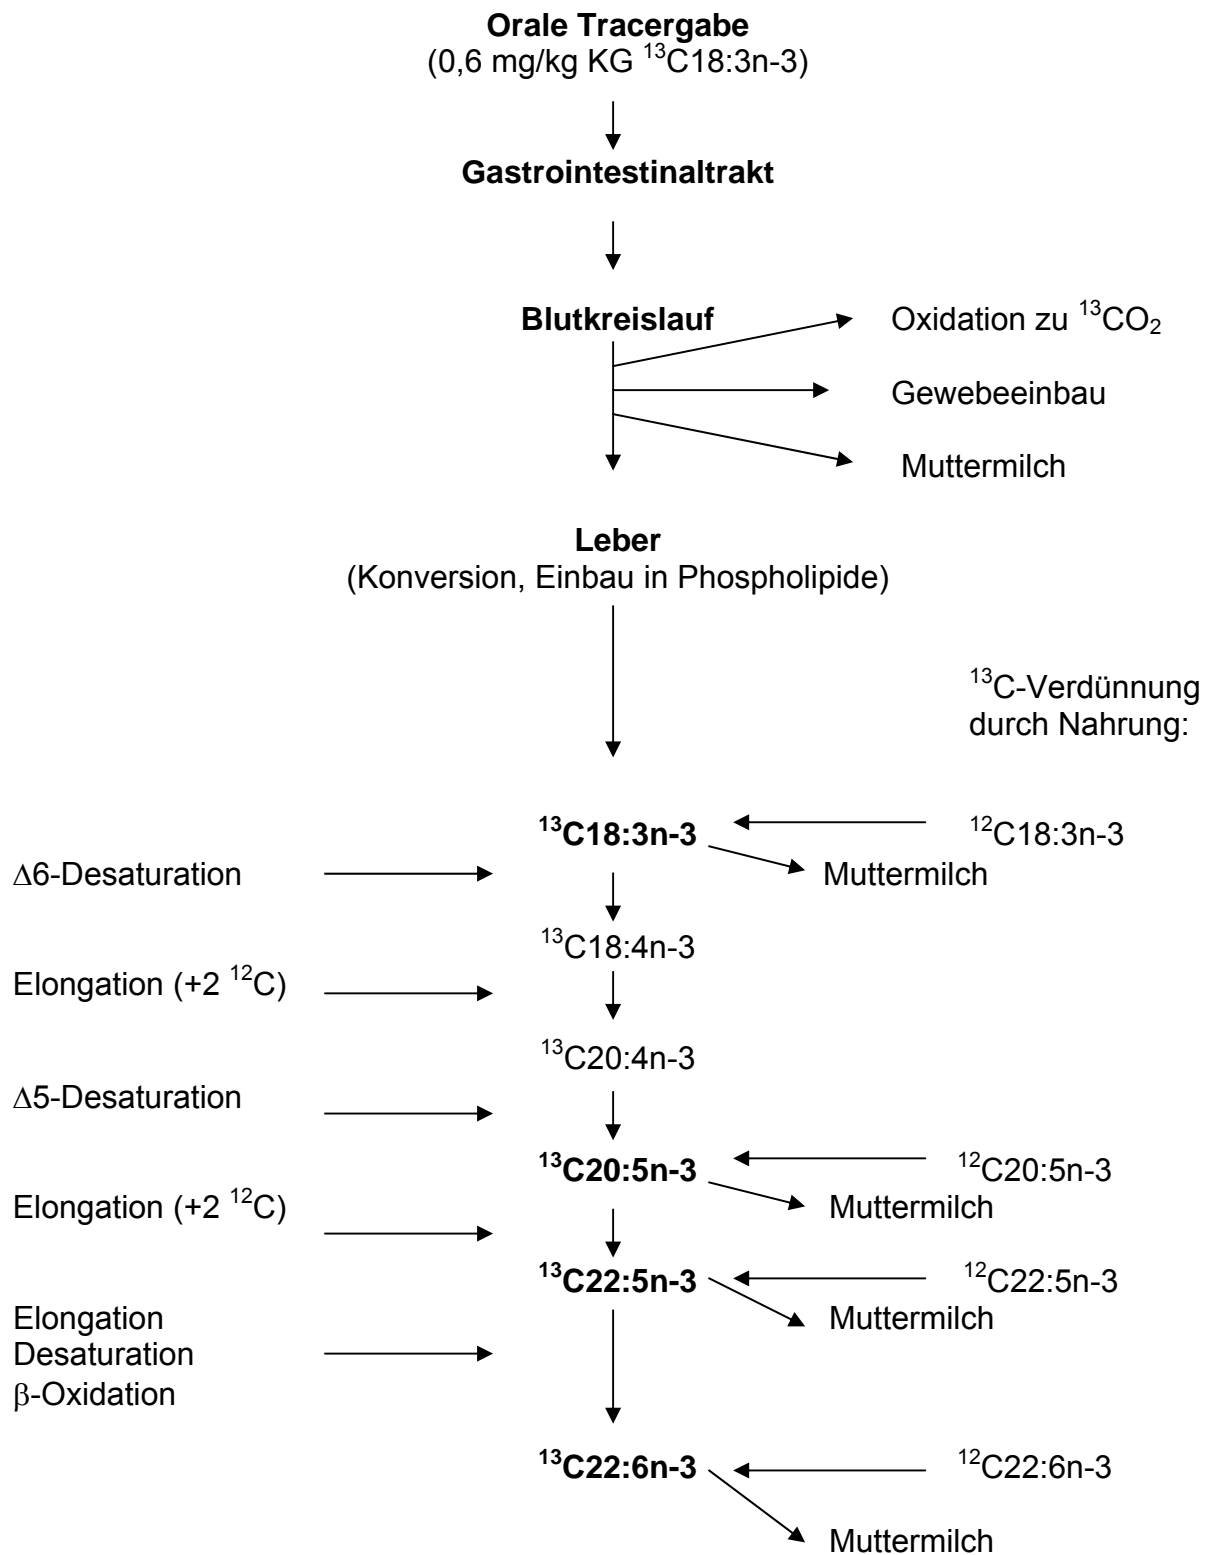 Orale Tracergabe
(0,6 mg/kg KG ¹³C18:3n-3)
Gastrointestinaltrakt
Blutkreislauf
Oxidation zu ¹³CO₂
Gewebeeinbau
Muttermilch
Leber
(Konversion, Einbau in Phospholipide)
¹³C-Verdünnung
durch Nahrung:
¹³C18:3n-3
¹²C18:3n-3
Δ6-Desaturation
Muttermilch
¹³C18:4n-3
Elongation (+2 ¹²C)
¹³C20:4n-3
Δ5-Desaturation
¹³C20:5n-3
¹²C20:5n-3
Elongation (+2 ¹²C)
Muttermilch
¹³C22:5n-3
¹²C22:5n-3
Elongation
Muttermilch
Desaturation
β-Oxidation
¹³C22:6n-3
¹²C22:6n-3
Muttermilch